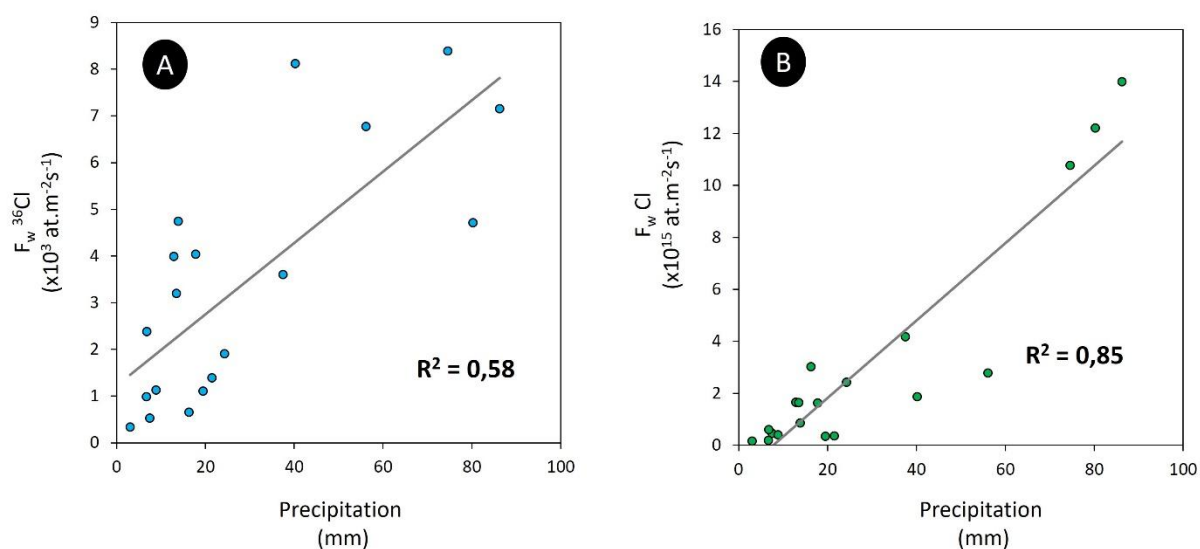 A
9
8
7
6
5
4
3
2
1
0
F_w ³⁶Cl
(x10³ at.m⁻²s⁻¹)
R² = 0,58
0 20 40 60 80 100
Precipitation
(mm)
B
16
14
12
10
8
6
4
2
0
F_w Cl
(x10¹⁵ at.m⁻²s⁻¹)
R² = 0,85
0 20 40 60 80 100
Precipitation
(mm)